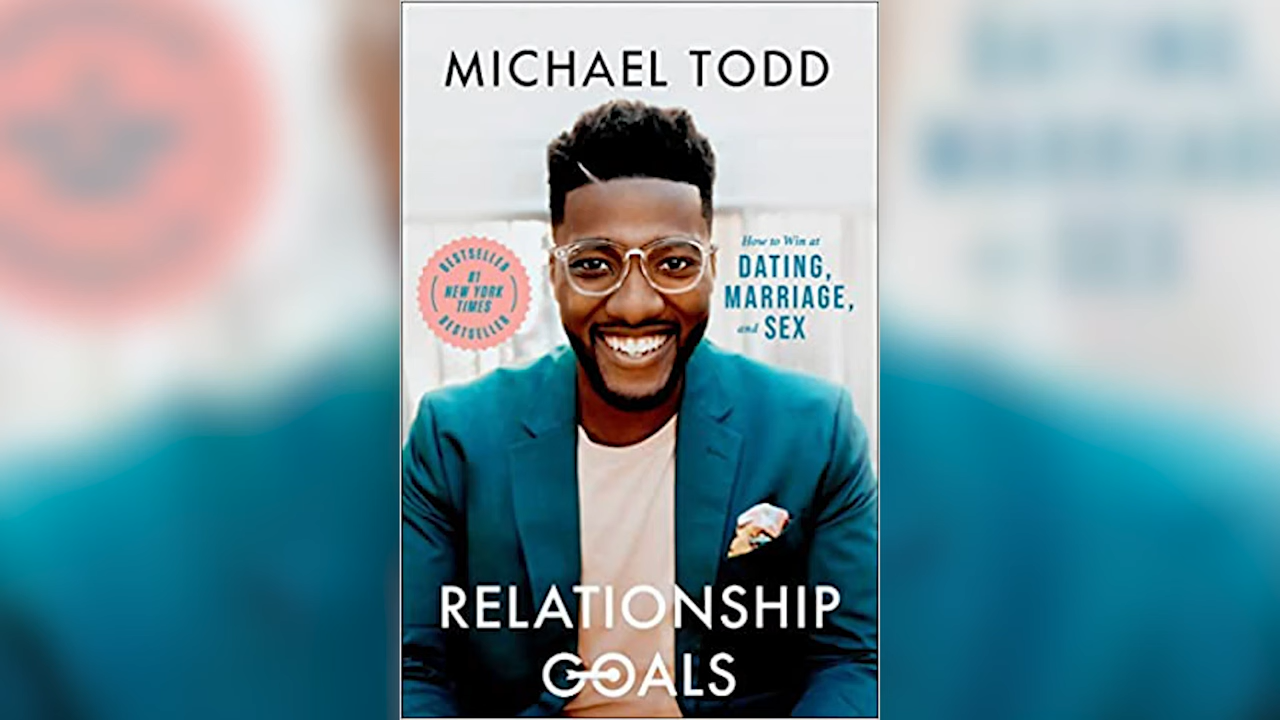 MICHAEL TODD
BESTSELLER
#1
NEW YORK
TIMES
BESTSELLER
How to Win at
DATING,
MARRIAGE,
and SEX
RELATIONSHIP
GOALS